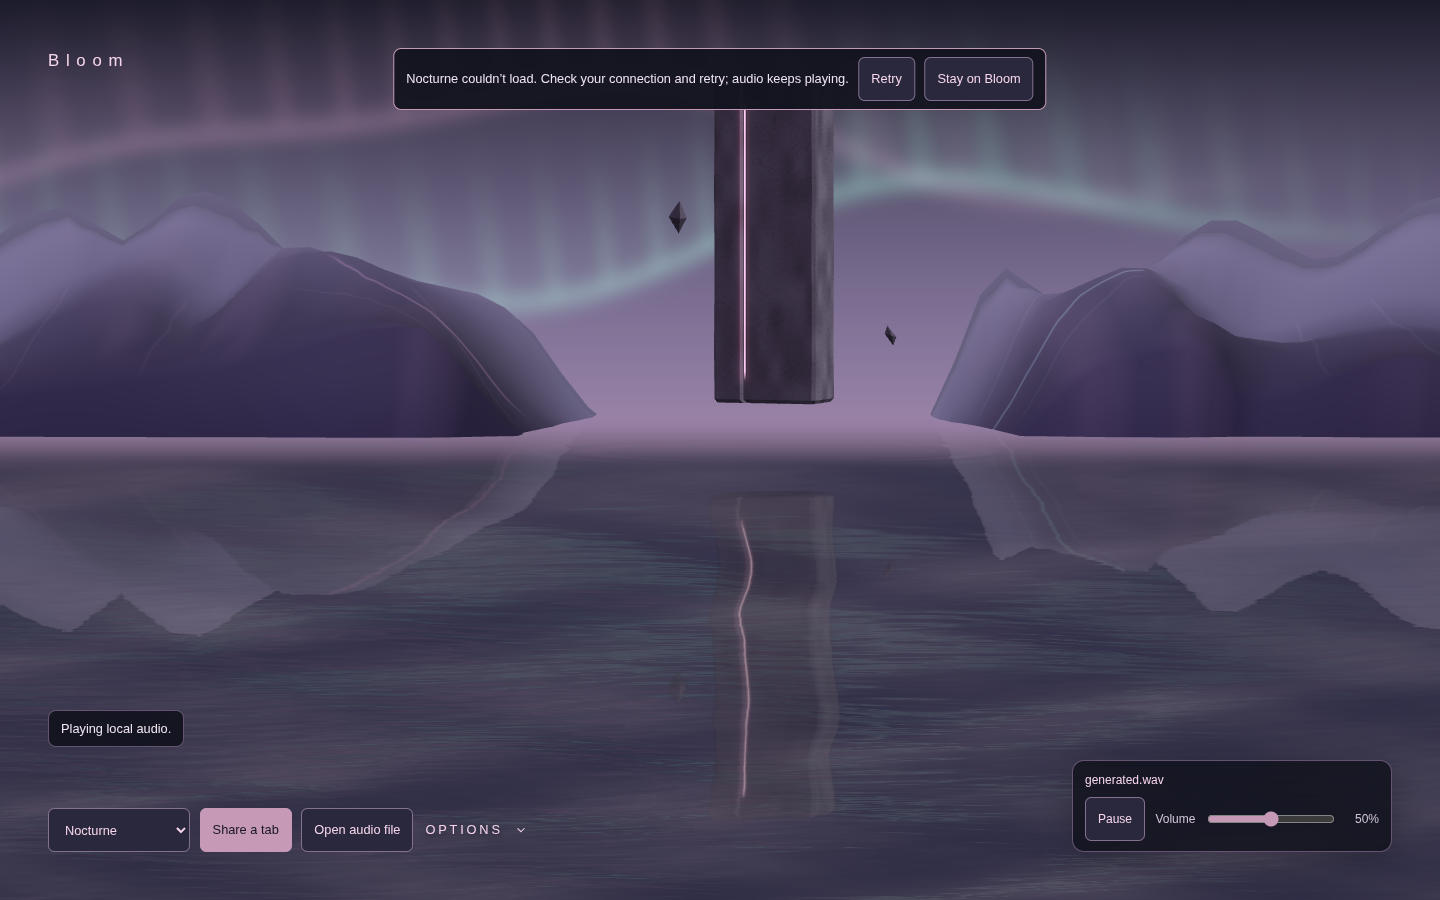 Bloom
Nocturne couldn’t load. Check your connection and retry; audio keeps playing.
Retry
Stay on Bloom
Playing local audio.
Nocturne
Share a tab
Open audio file
OPTIONS
generated.wav
Pause
Volume
50%